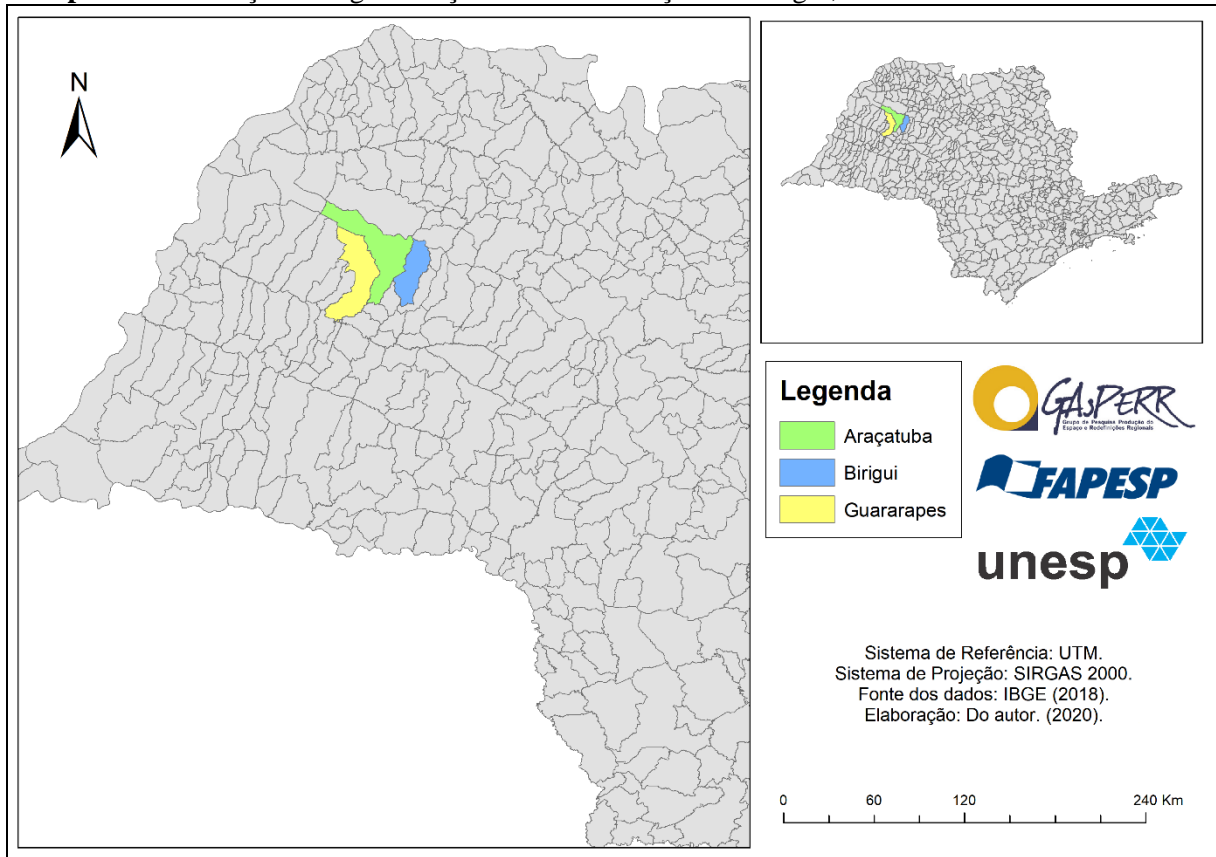 N
Legenda
Araçatuba
Birigui
Guararapes
GAsPERR
Grupo de Pesquisa Produção do
Espaço e Redefinições Regionais
FAPESP
unesp
Sistema de Referência: UTM.
Sistema de Projeção: SIRGAS 2000.
Fonte dos dados: IBGE (2018).
Elaboração: Do autor. (2020).
0 60 120 240 Km